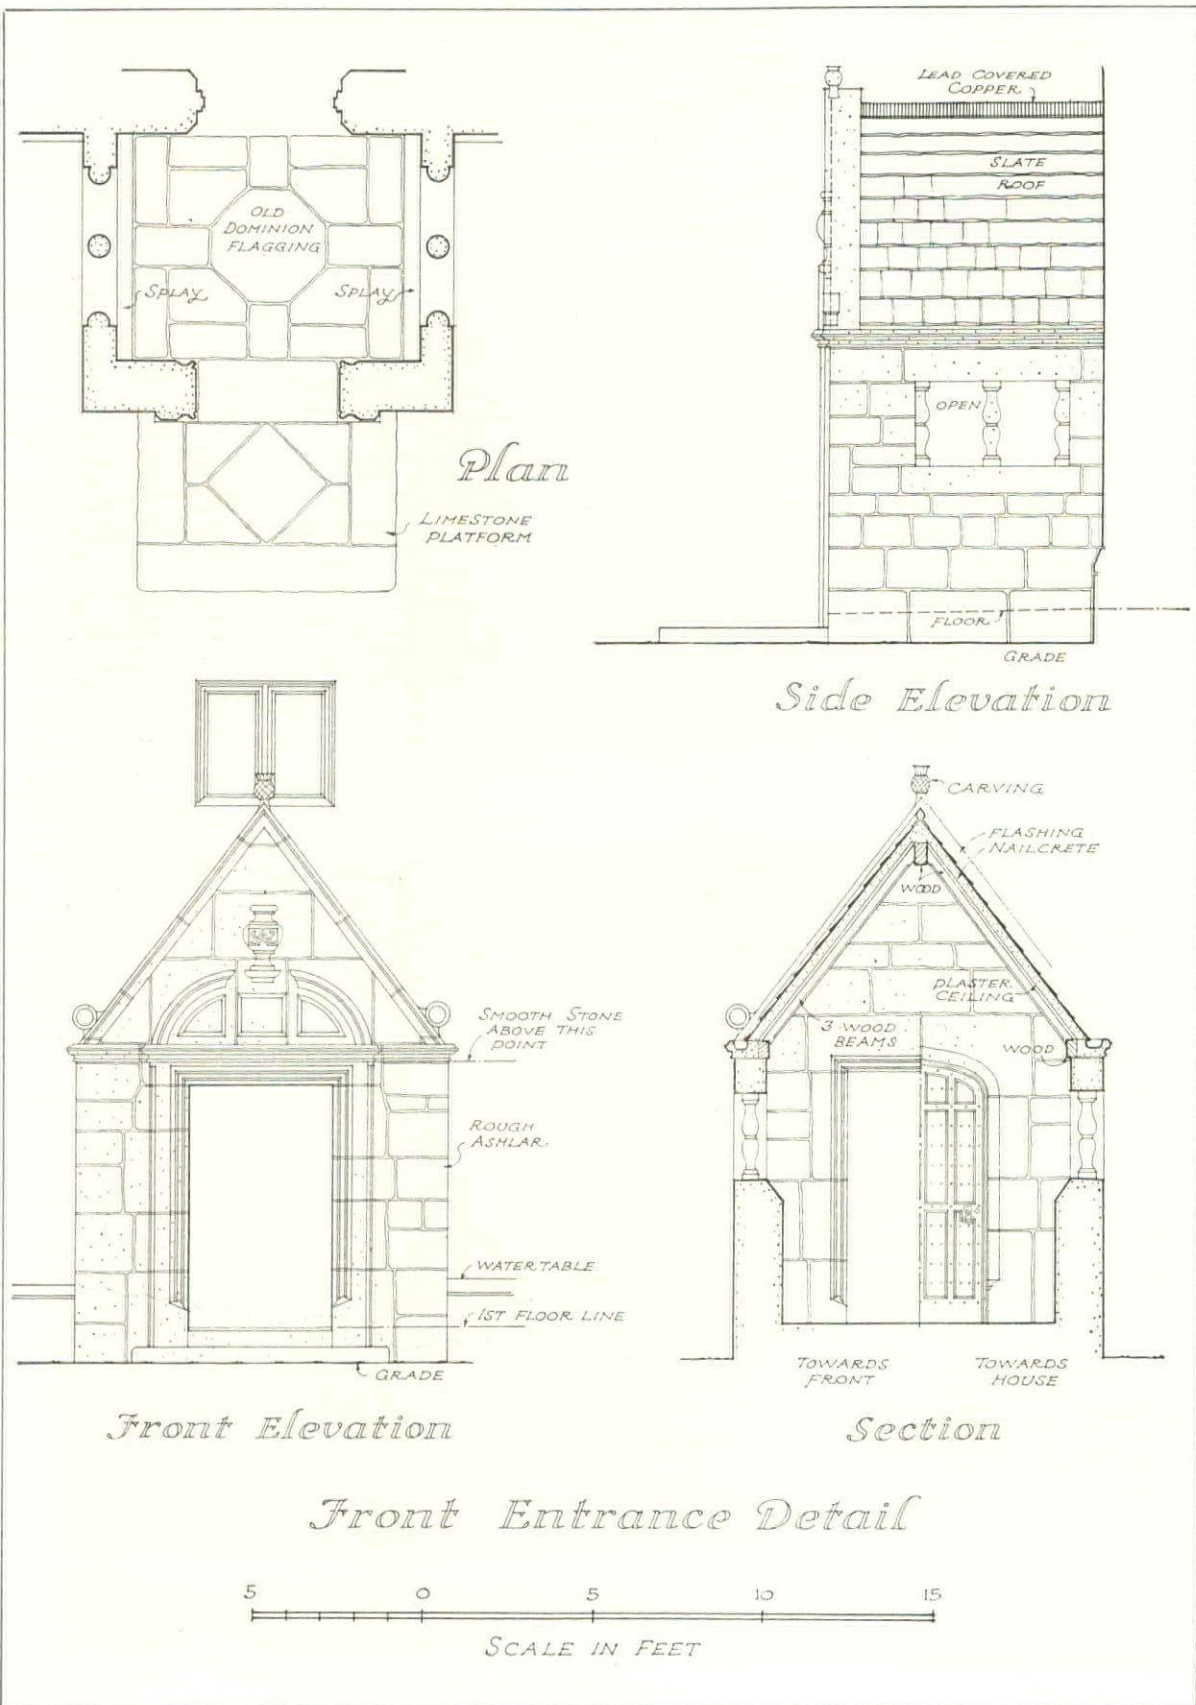 OLD
DOMINION
FLAGGING
SPLAY
SPLAY
Plan
LIMESTONE
PLATFORM
LEAD COVERED
COPPER
SLATE
ROOF
OPEN
FLOOR
GRADE
Side Elevation
SMOOTH STONE
ABOVE THIS
POINT
ROUGH
ASHLAR
WATER TABLE
1ST FLOOR LINE
GRADE
Front Elevation
CARVING
FLASHING
NAILCRETE
WOOD
PLASTER
CEILING
3 WOOD
BEAMS
WOOD
TOWARDS
FRONT
TOWARDS
HOUSE
Section
Front Entrance Detail
5 0 5 10 15
SCALE IN FEET